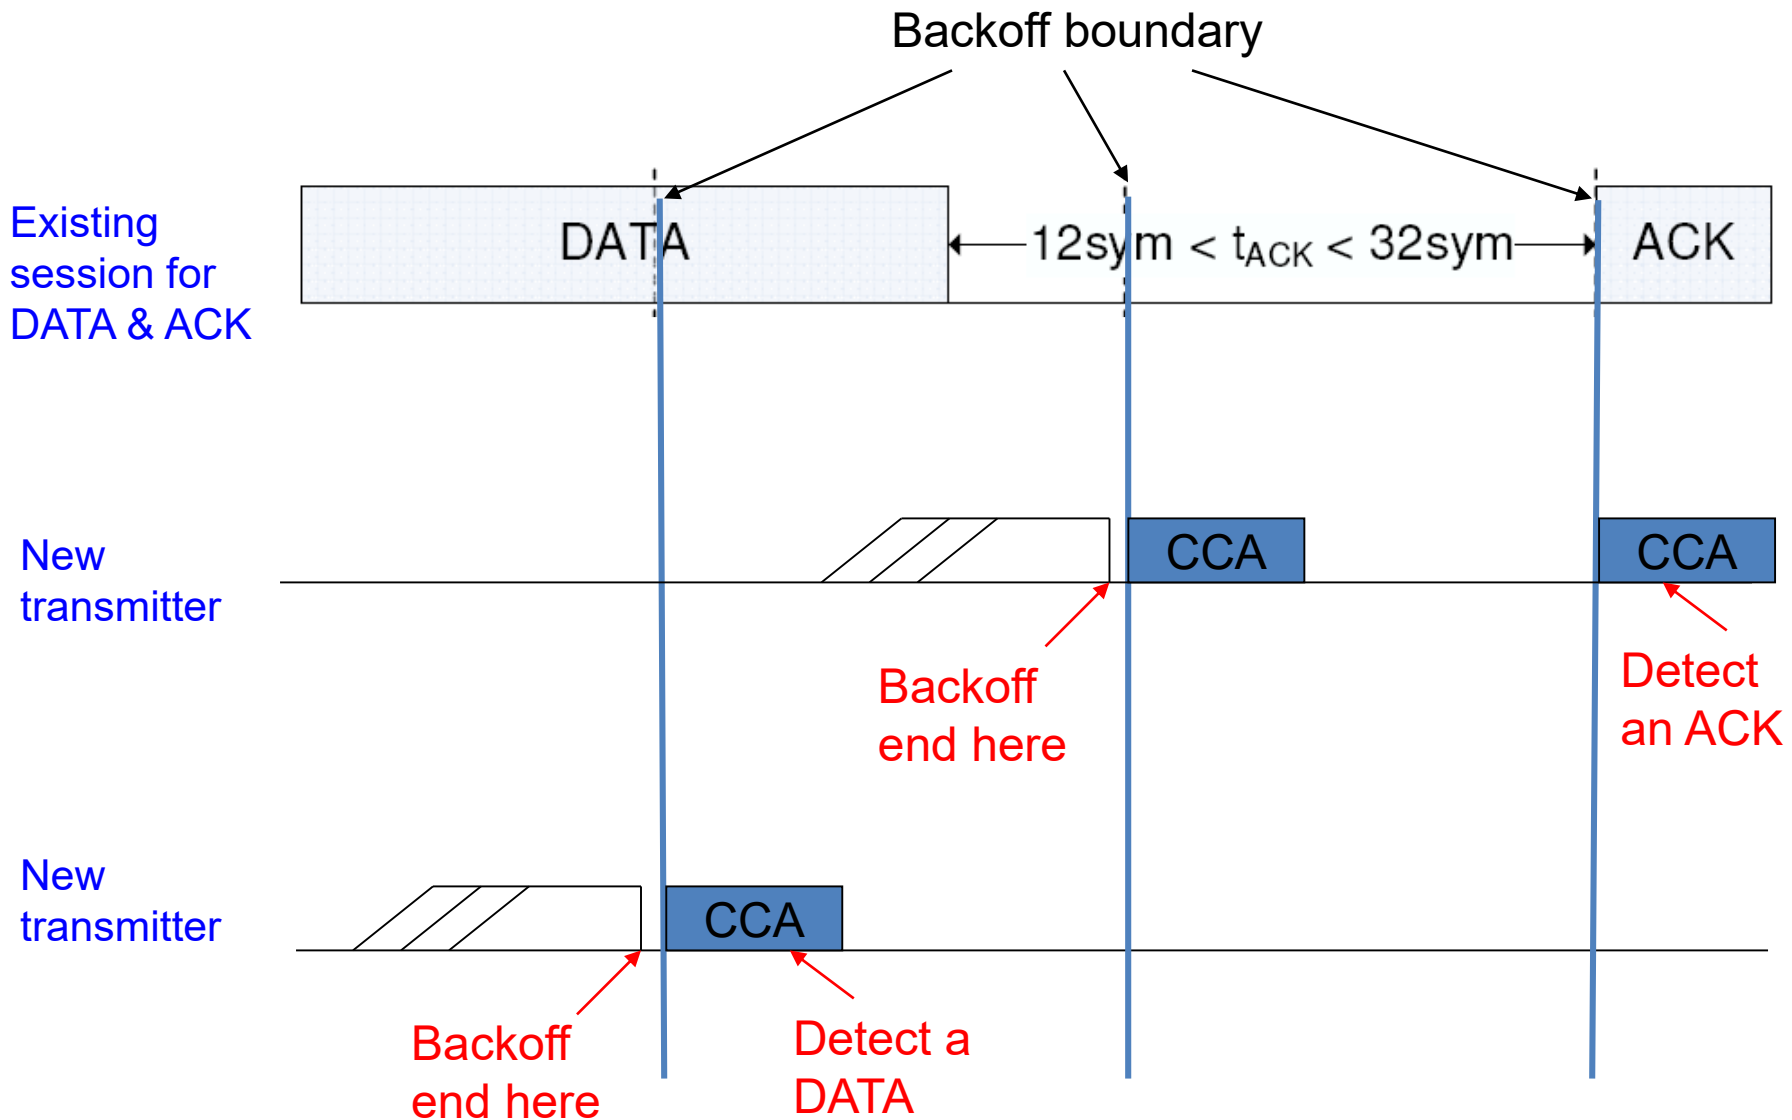 Backoff boundary
Existing
session for
DATA & ACK
DATA
12sym < tACK < 32sym
ACK
New
transmitter
CCA
CCA
Backoff
end here
Detect
an ACK
New
transmitter
CCA
Backoff
end here
Detect a
DATA